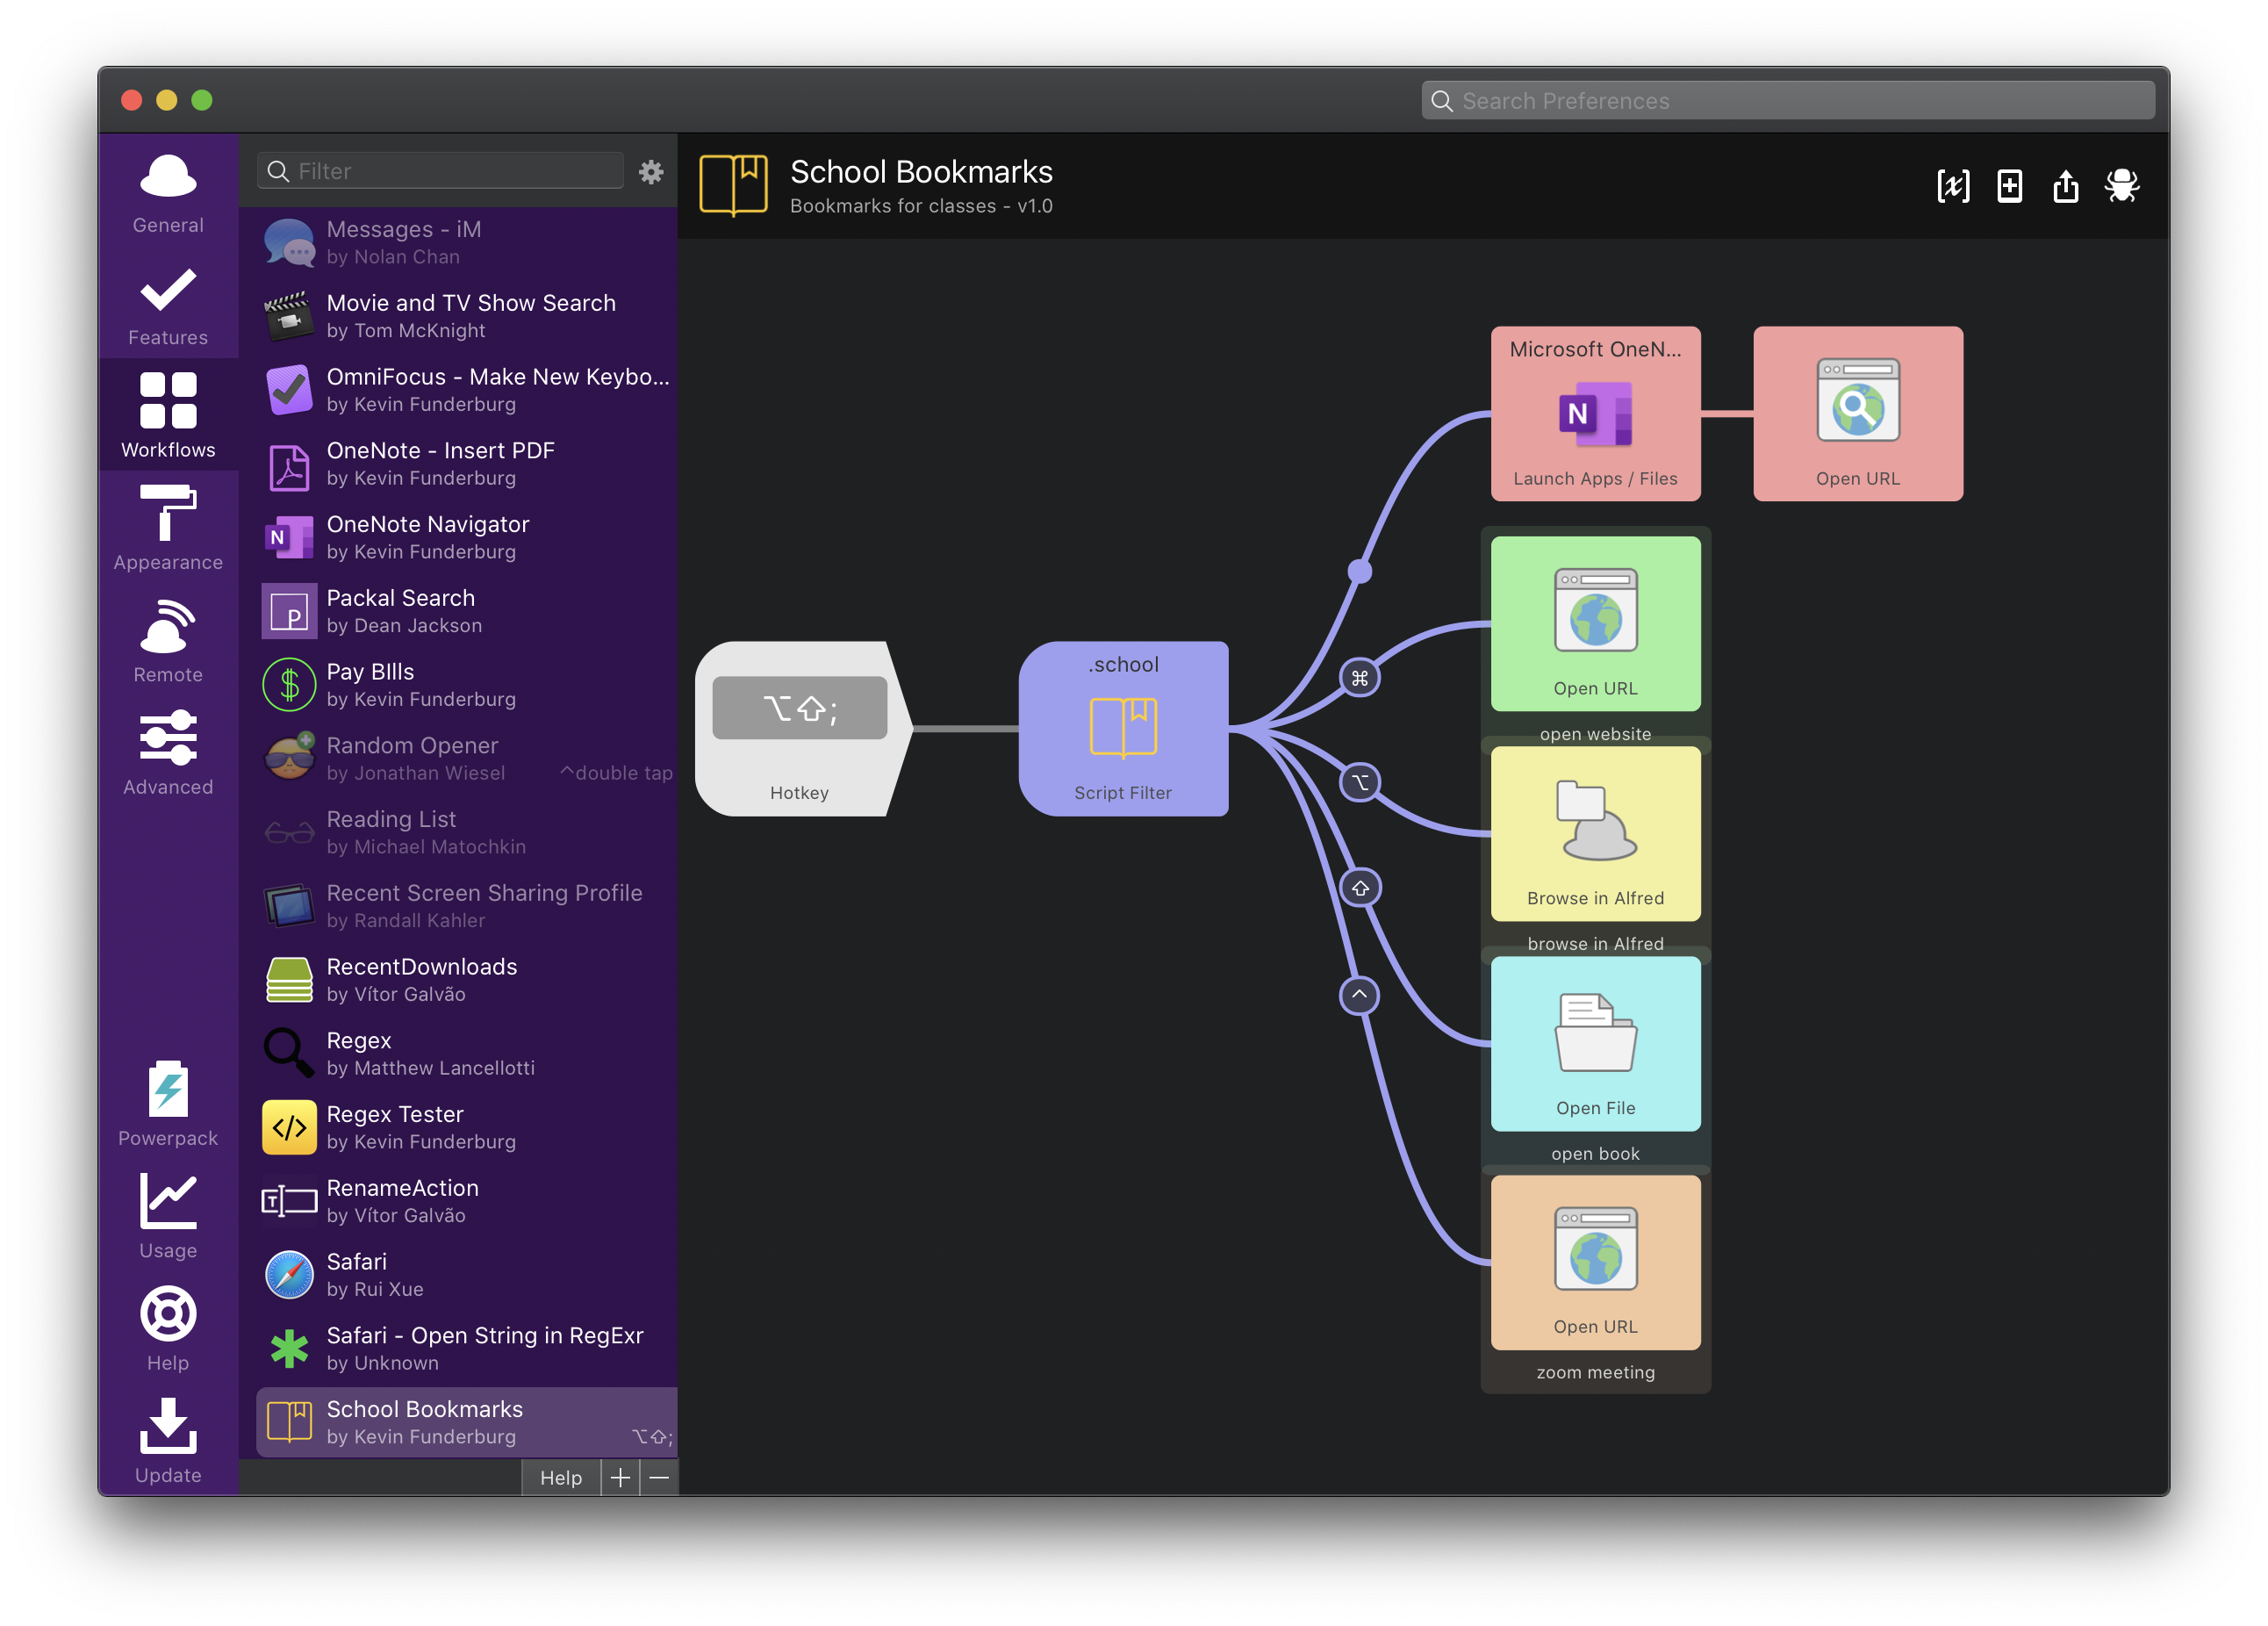 Search Preferences
General
Features
Workflows
Appearance
Remote
Advanced
Powerpack
Usage
Help
Update
Filter
Messages - iM
by Nolan Chan
Movie and TV Show Search
by Tom McKnight
OmniFocus - Make New Keybo...
by Kevin Funderburg
OneNote - Insert PDF
by Kevin Funderburg
N
OneNote Navigator
by Kevin Funderburg
P
Packal Search
by Dean Jackson
$
Pay BIlls
by Kevin Funderburg
Random Opener
by Jonathan Wiesel ^double tap
Reading List
by Michael Matochkin
Recent Screen Sharing Profile
by Randall Kahler
RecentDownloads
by Vítor Galvão
Regex
by Matthew Lancellotti
</>
Regex Tester
by Kevin Funderburg
T
RenameAction
by Vítor Galvão
Safari
by Rui Xue
Safari - Open String in RegExr
by Unknown
School Bookmarks
by Kevin Funderburg ⌥⇧;
Help + −
School Bookmarks
Bookmarks for classes - v1.0
[x]
⌥⇧;
Hotkey
.school
Script Filter
⌘
⌥
⇧
^
Microsoft OneN...
N
Launch Apps / Files
Open URL
Open URL
open website
Browse in Alfred
browse in Alfred
Open File
open book
Open URL
zoom meeting